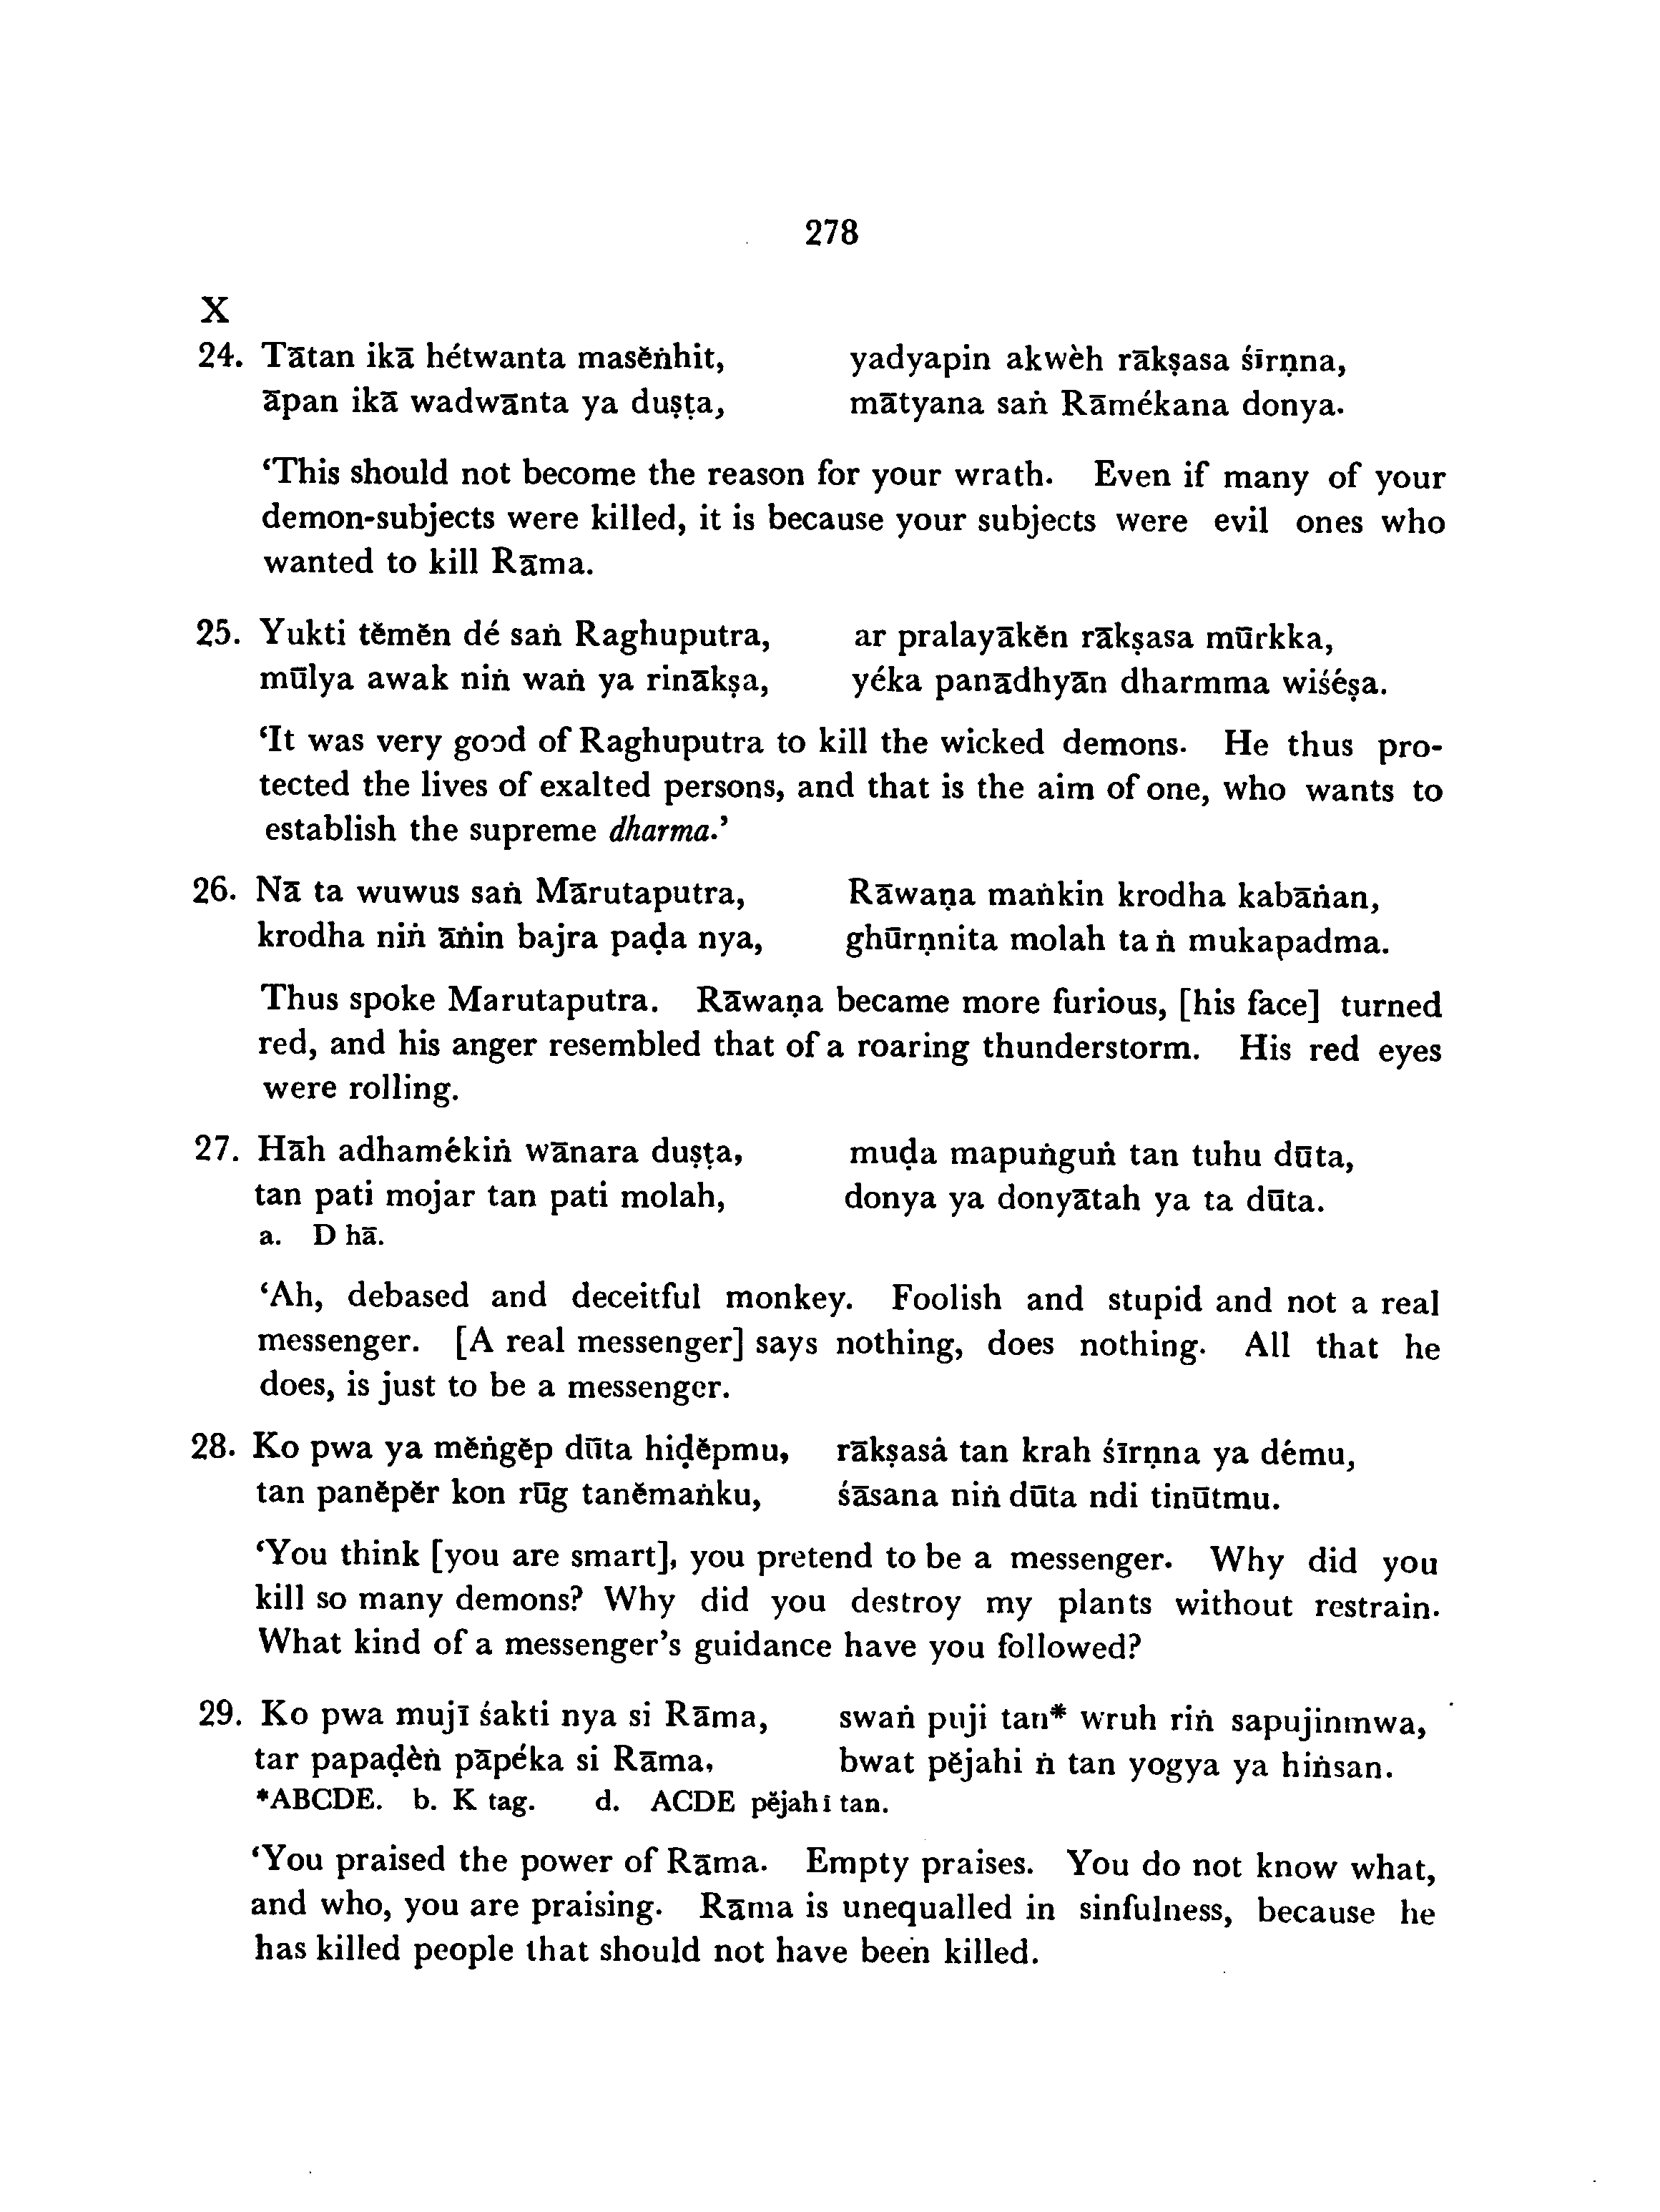 278
X
24. Tātan ikā hétwanta masĕṅhit, yadyapin akwèh rākṣasa śīrṇna,
āpan ikā wadwānta ya duṣṭa, mātyana saṅ Rāmékana donya.
‘This should not become the reason for your wrath. Even if many of your
demon-subjects were killed, it is because your subjects were evil ones who
wanted to kill Rāma.
25. Yukti tĕmĕn dé saṅ Raghuputra, ar pralayākĕn rākṣasa mūrkka,
mūlya awak niṅ waṅ ya rinākṣa, yéka panādhyān dharmma wiśéṣa.
‘It was very good of Raghuputra to kill the wicked demons. He thus pro-
tected the lives of exalted persons, and that is the aim of one, who wants to
establish the supreme dharma.’
26. Nā ta wuwus saṅ Mārutaputra, Rāwaṇa maṅkin krodha kabāṅan,
krodha niṅ āṅin bajra paḍa nya, ghūrṇnita molah ta ṅ mukapadma.
Thus spoke Marutaputra. Rāwaṇa became more furious, [his face] turned
red, and his anger resembled that of a roaring thunderstorm. His red eyes
were rolling.
27. Hāh adhamékiṅ wānara duṣṭa, muḍa mapuṅguṅ tan tuhu dūta,
tan pati mojar tan pati molah, donya ya donyātah ya ta dūta.
a. D hā.
‘Ah, debased and deceitful monkey. Foolish and stupid and not a real
messenger. [A real messenger] says nothing, does nothing. All that he
does, is just to be a messenger.
28. Ko pwa ya mĕṅgĕp dūta hiḍĕpmu, rākṣasà tan krah śīrṇna ya dému,
tan panĕpĕr kon rūg tanĕmaṅku, śāsana niṅ dūta ndi tinūtmu.
‘You think [you are smart], you pretend to be a messenger. Why did you
kill so many demons? Why did you destroy my plants without restrain.
What kind of a messenger’s guidance have you followed?
29. Ko pwa mujī śakti nya si Rāma, swaṅ puji tan* wruh riṅ sapujinmwa,
tar papaḍèṅ pāpéka si Rāma, bwat pĕjahi ṅ tan yogya ya hiṅsan.
*ABCDE. b. K tag. d. ACDE pĕjahi tan.
‘You praised the power of Rāma. Empty praises. You do not know what,
and who, you are praising. Rāma is unequalled in sinfulness, because he
has killed people that should not have been killed.